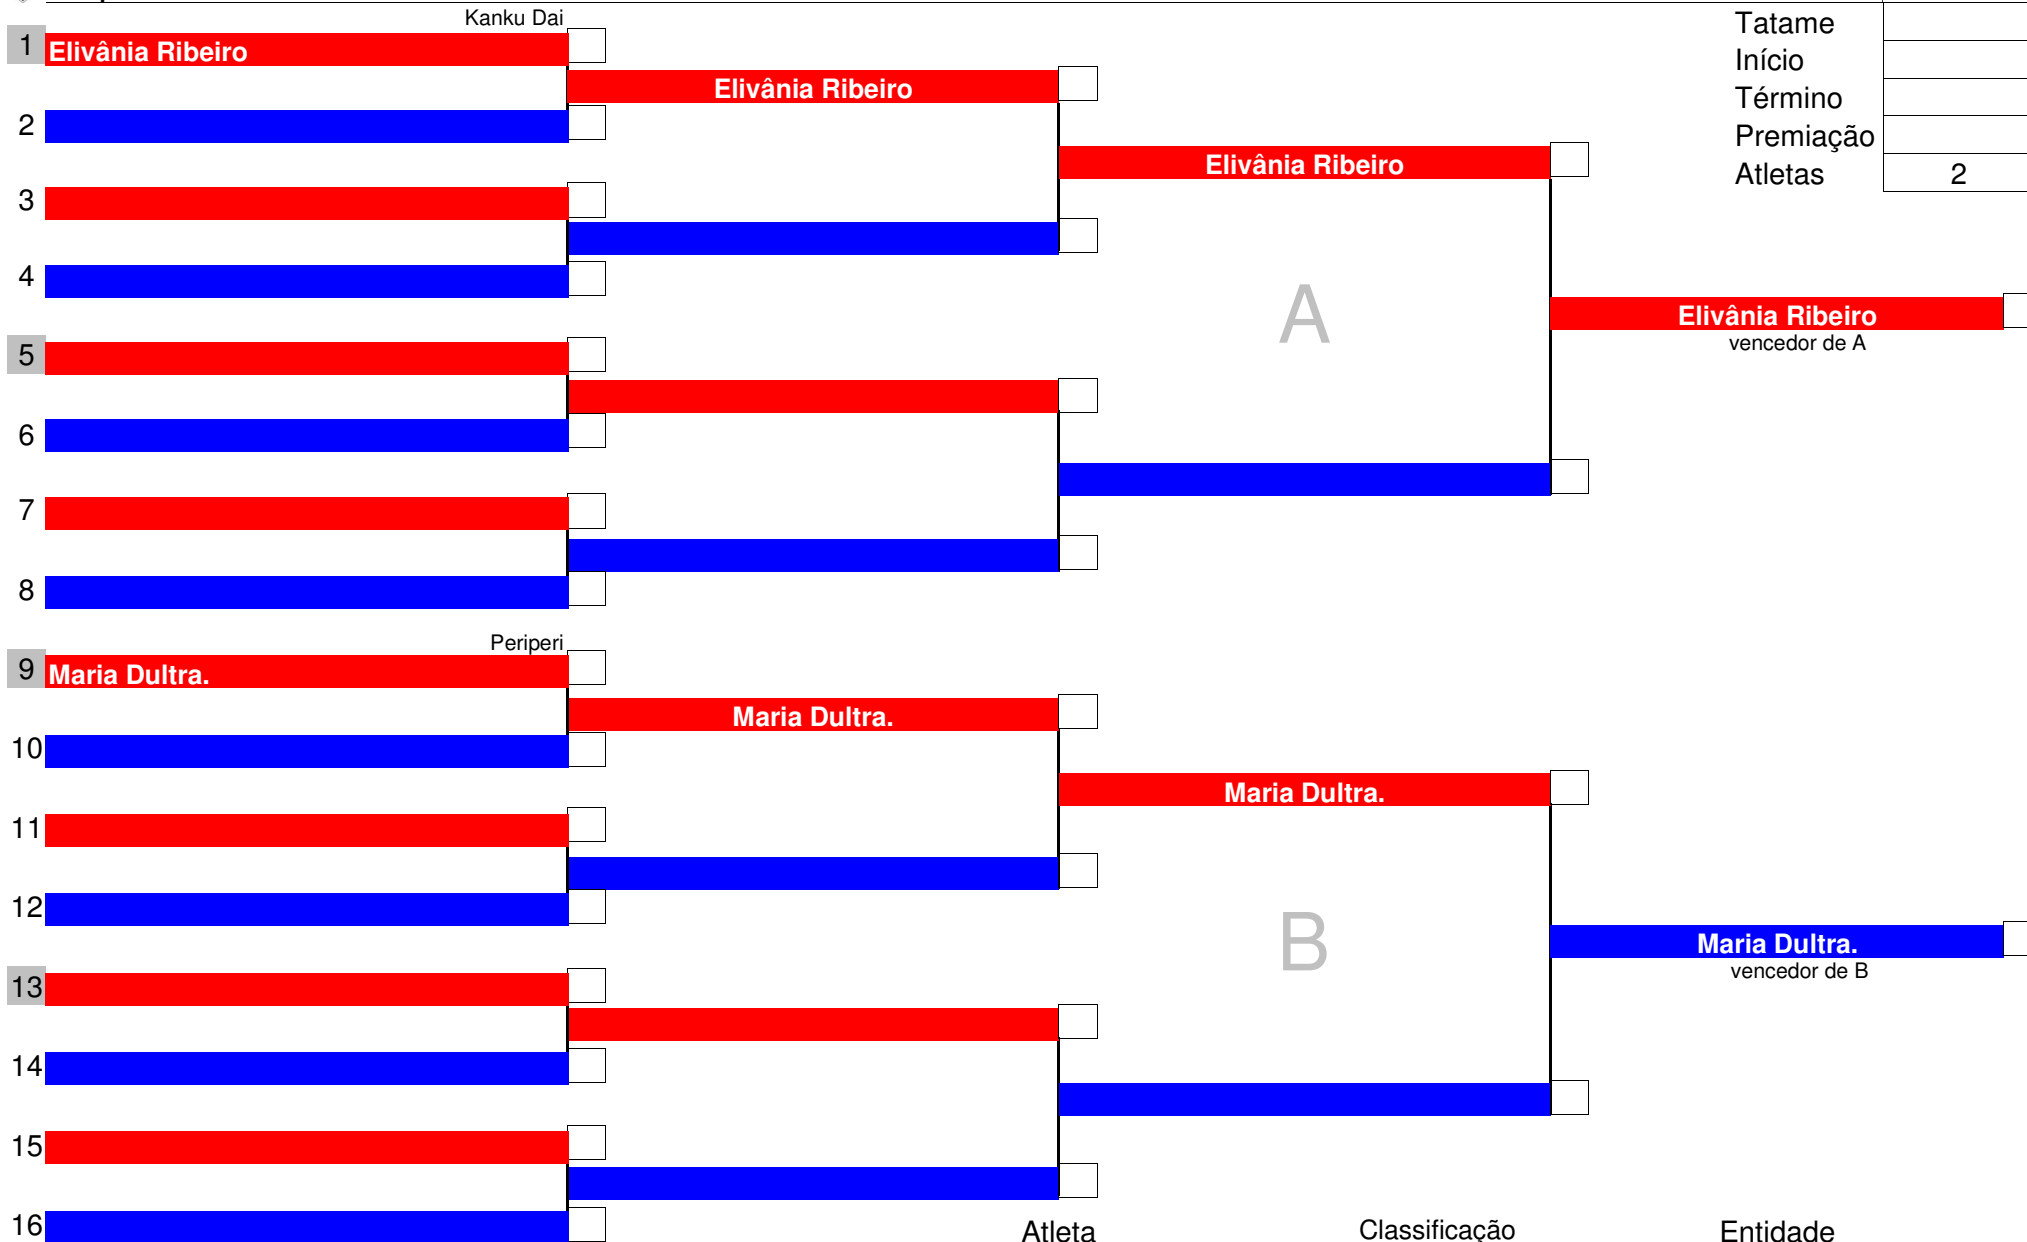 Kanku Dai
Tatame
1 Elivânia Ribeiro
Início
Elivânia Ribeiro
Término
2
Premiação
Elivânia Ribeiro
Atletas 2
3
4
A
Elivânia Ribeiro
vencedor de A
5
6
7
8
Periperi
9 Maria Dultra.
Maria Dultra.
10
Maria Dultra.
11
12
B
Maria Dultra.
vencedor de B
13
14
15
16
Atleta Classificação Entidade